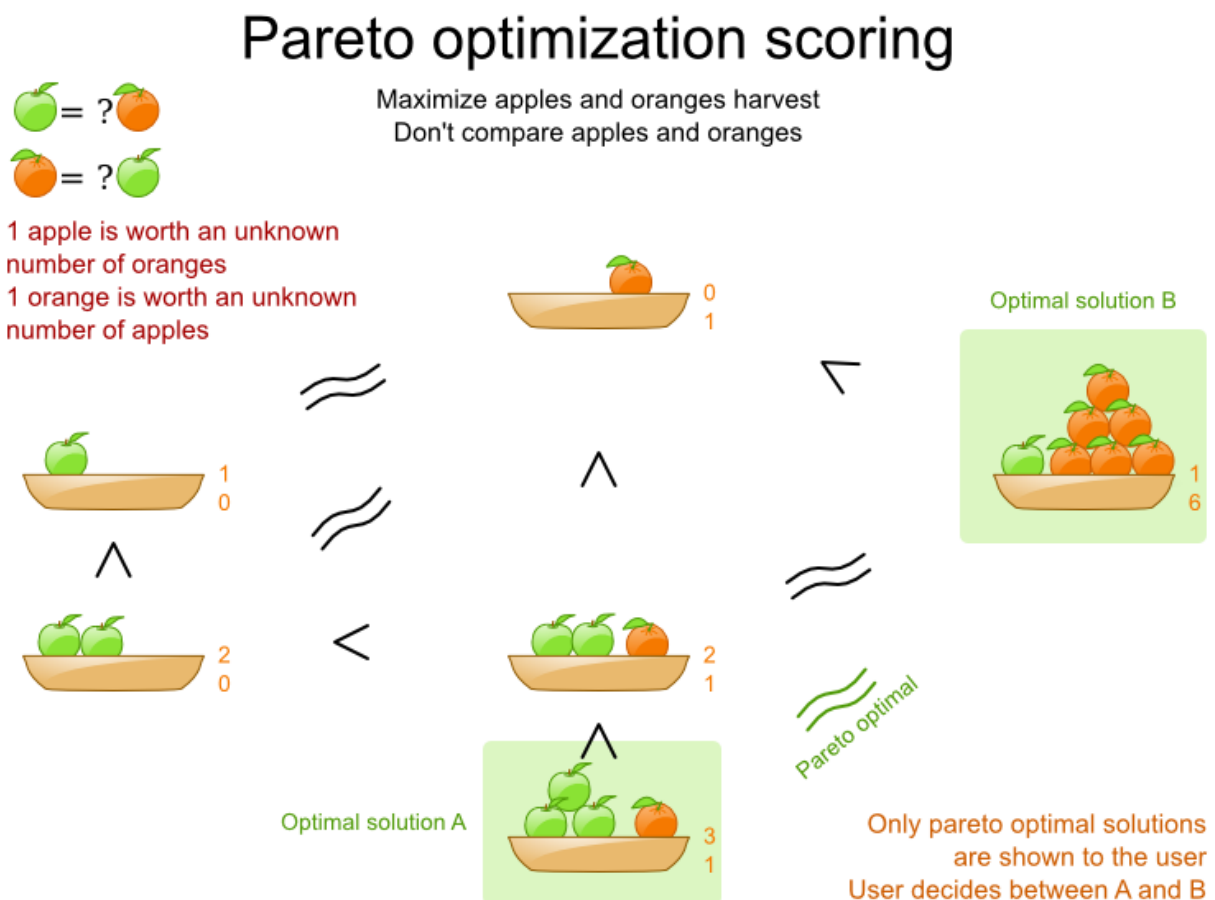 Pareto optimization scoring
Maximize apples and oranges harvest
Don't compare apples and oranges
= ?
= ?
1 apple is worth an unknown
number of oranges
1 orange is worth an unknown
number of apples
0
1
Optimal solution B
1
0
1
6
2
0
2
1
Pareto optimal
Optimal solution A
3
1
Only pareto optimal solutions
are shown to the user
User decides between A and B